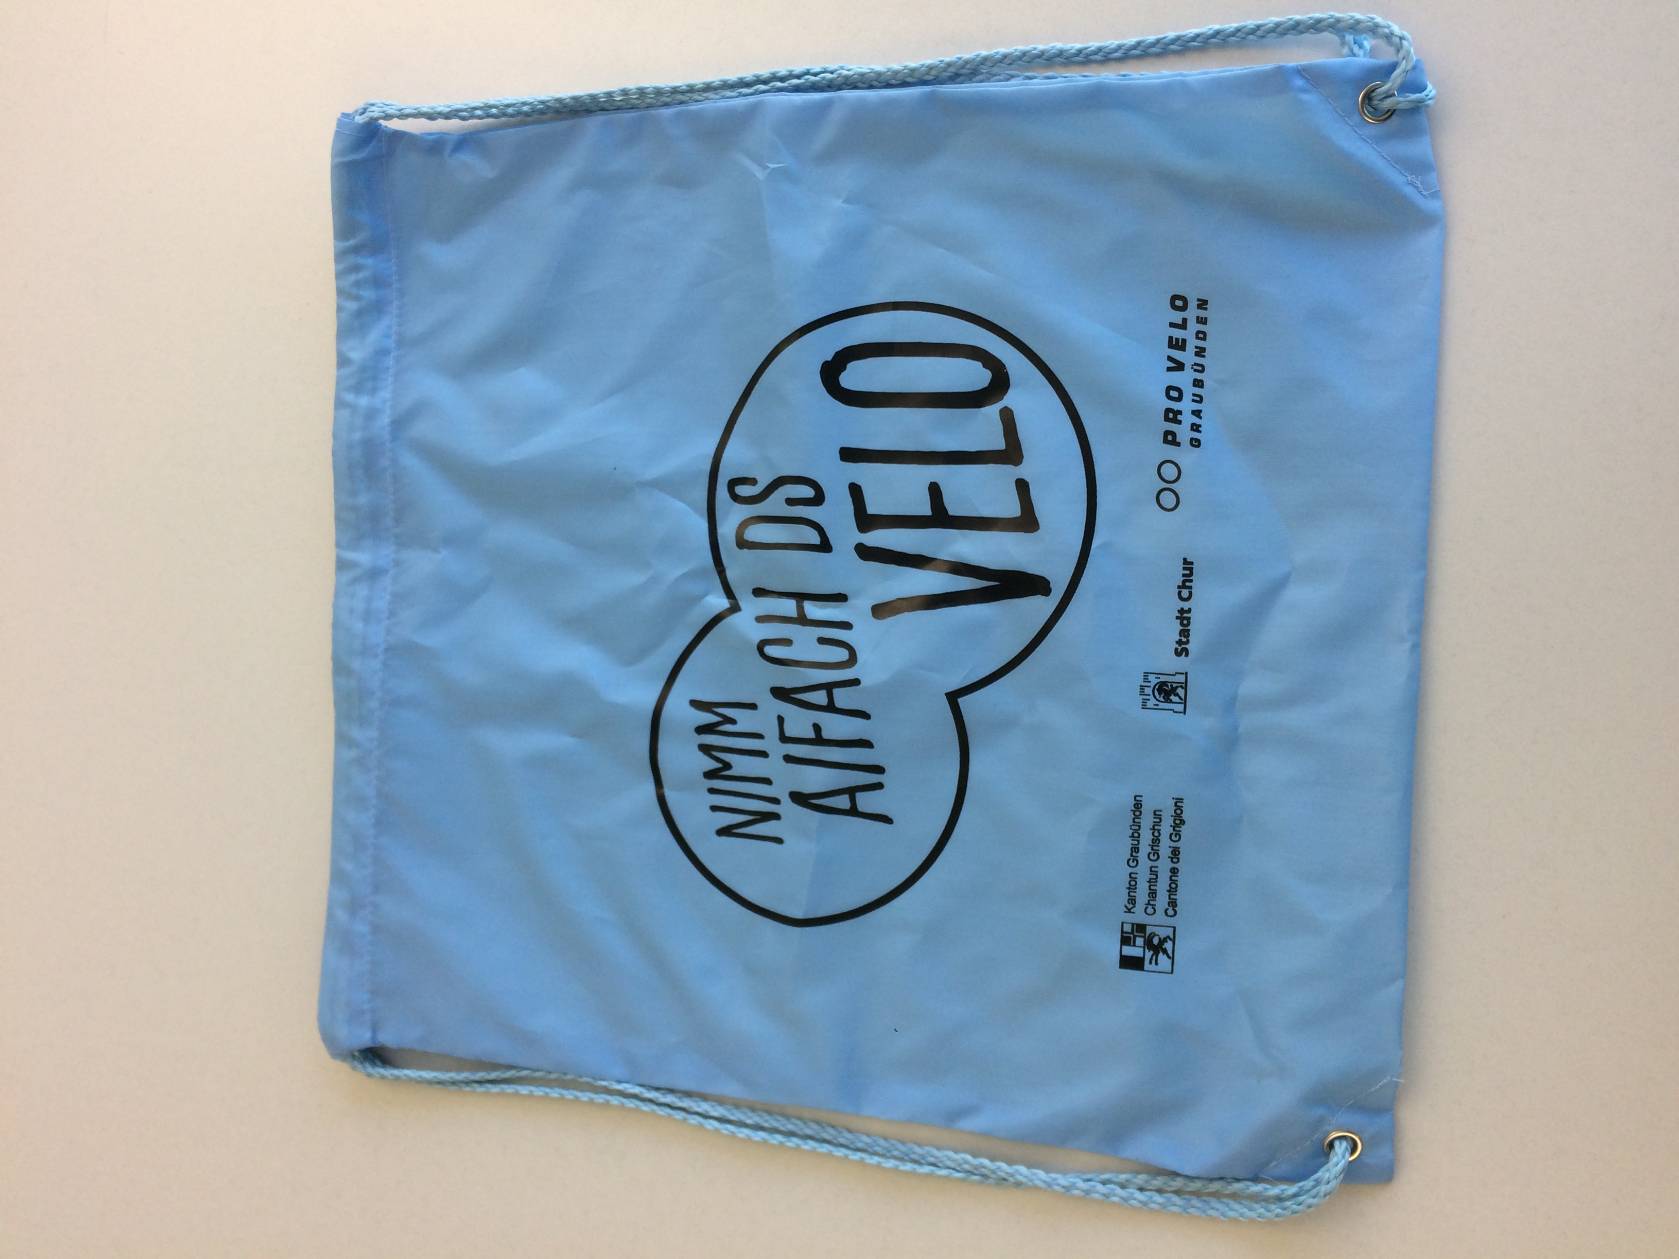 NIMM
AIFACH DS
VELO
Kanton Graubünden
Chantun Grischun
Cantone dei Grigioni
Stadt Chur
PRO VELO
GRAUBÜNDEN